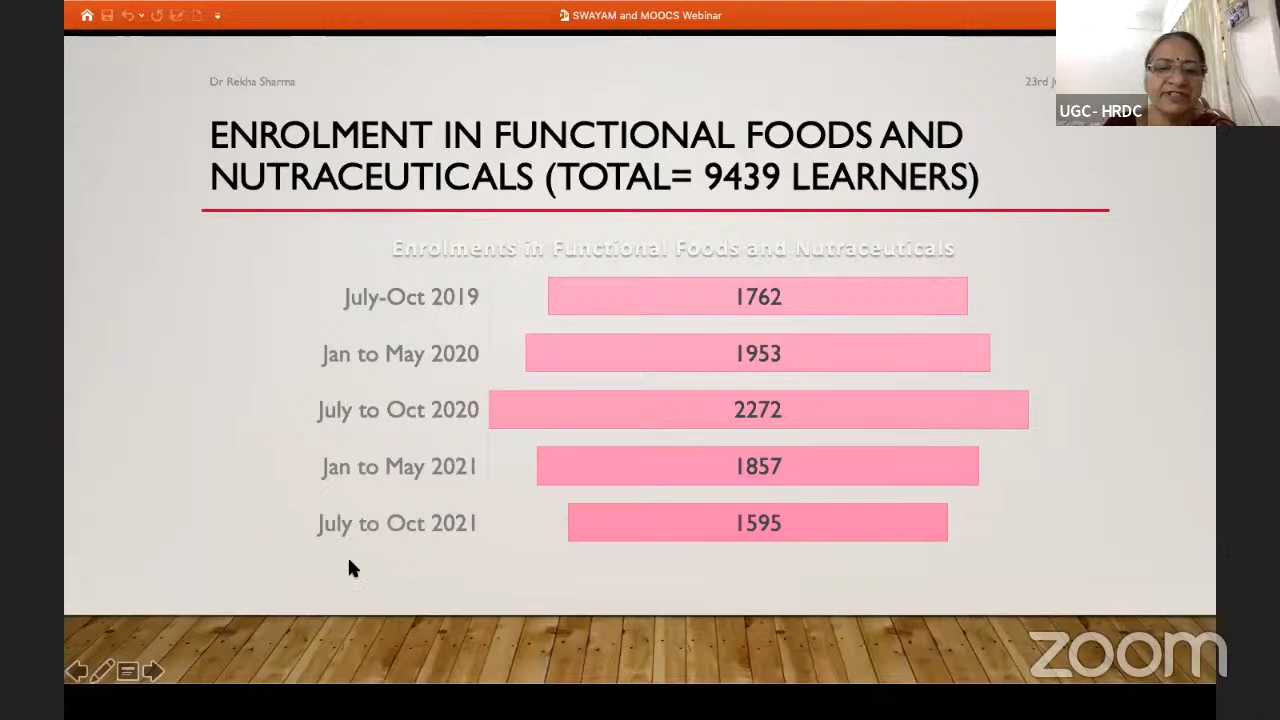 SWAYAM and MOOCS Webinar
Dr Rekha Sharma
23rd
UGC- HRDC
ENROLMENT IN FUNCTIONAL FOODS AND
NUTRACEUTICALS (TOTAL= 9439 LEARNERS)
Enrolments in Functional Foods and Nutraceuticals
July-Oct 2019 1762
Jan to May 2020 1953
July to Oct 2020 2272
Jan to May 2021 1857
July to Oct 2021 1595
zoom